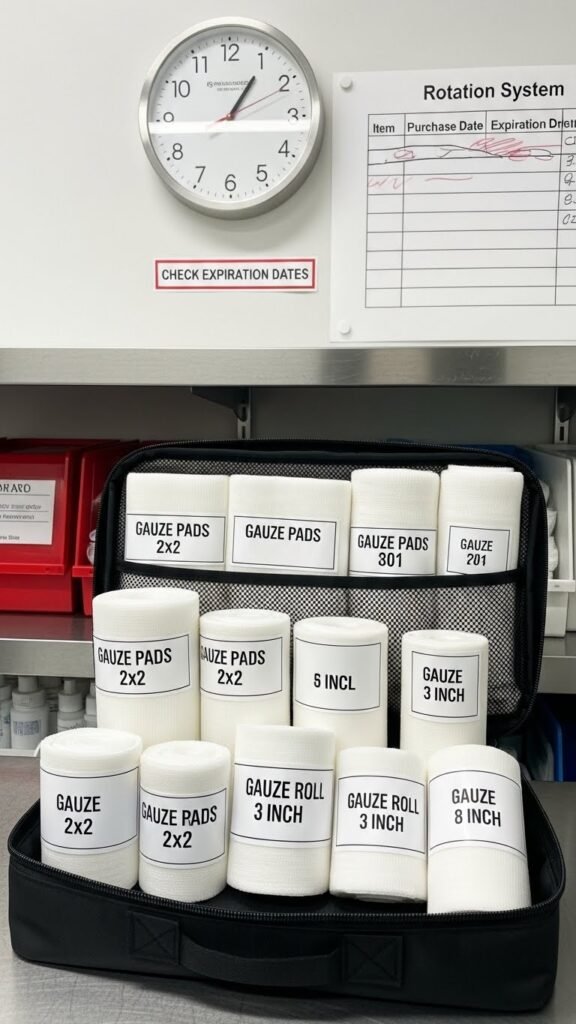 12
1
2
3
4
5
6
7
8
9
10
11
Rotation System
Item Purchase Date Expiration
CHECK EXPIRATION DATES
GAUZE PADS
2x2
GAUZE PADS
GAUZE PADS
301
GAUZE
201
GAUZE PADS
2x2
GAUZE PADS
2x2
5 INCL
GAUZE
3 INCH
GAUZE
2x2
GAUZE PADS
2x2
GAUZE ROLL
3 INCH
GAUZE ROLL
3 INCH
GAUZE
8 INCH